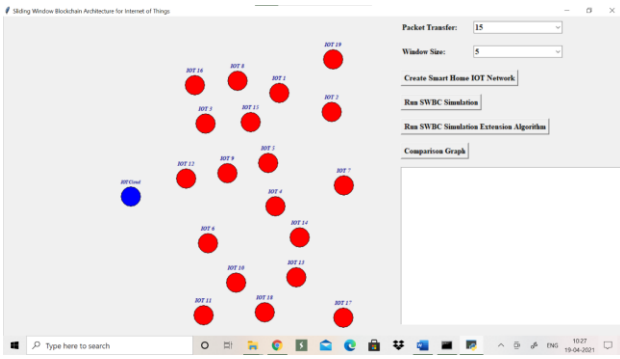 Sliding Window Blockchain Architecture for Internet of Things
Packet Transfer: 15
Window Size: 5
Create Smart Home IOT Network
Run SWBC Simulation
Run SWBC Simulation Extension Algorithm
Comparison Graph
IOT 19
IOT 16
IOT 8
IOT 1
IOT 2
IOT 5
IOT 15
IOT 12
IOT 9
IOT 3
IOT 7
IOT Cloud
IOT 4
IOT 6
IOT 14
IOT 10
IOT 13
IOT 11
IOT 18
IOT 17
Type here to search
ENG
10:27
19-04-2021